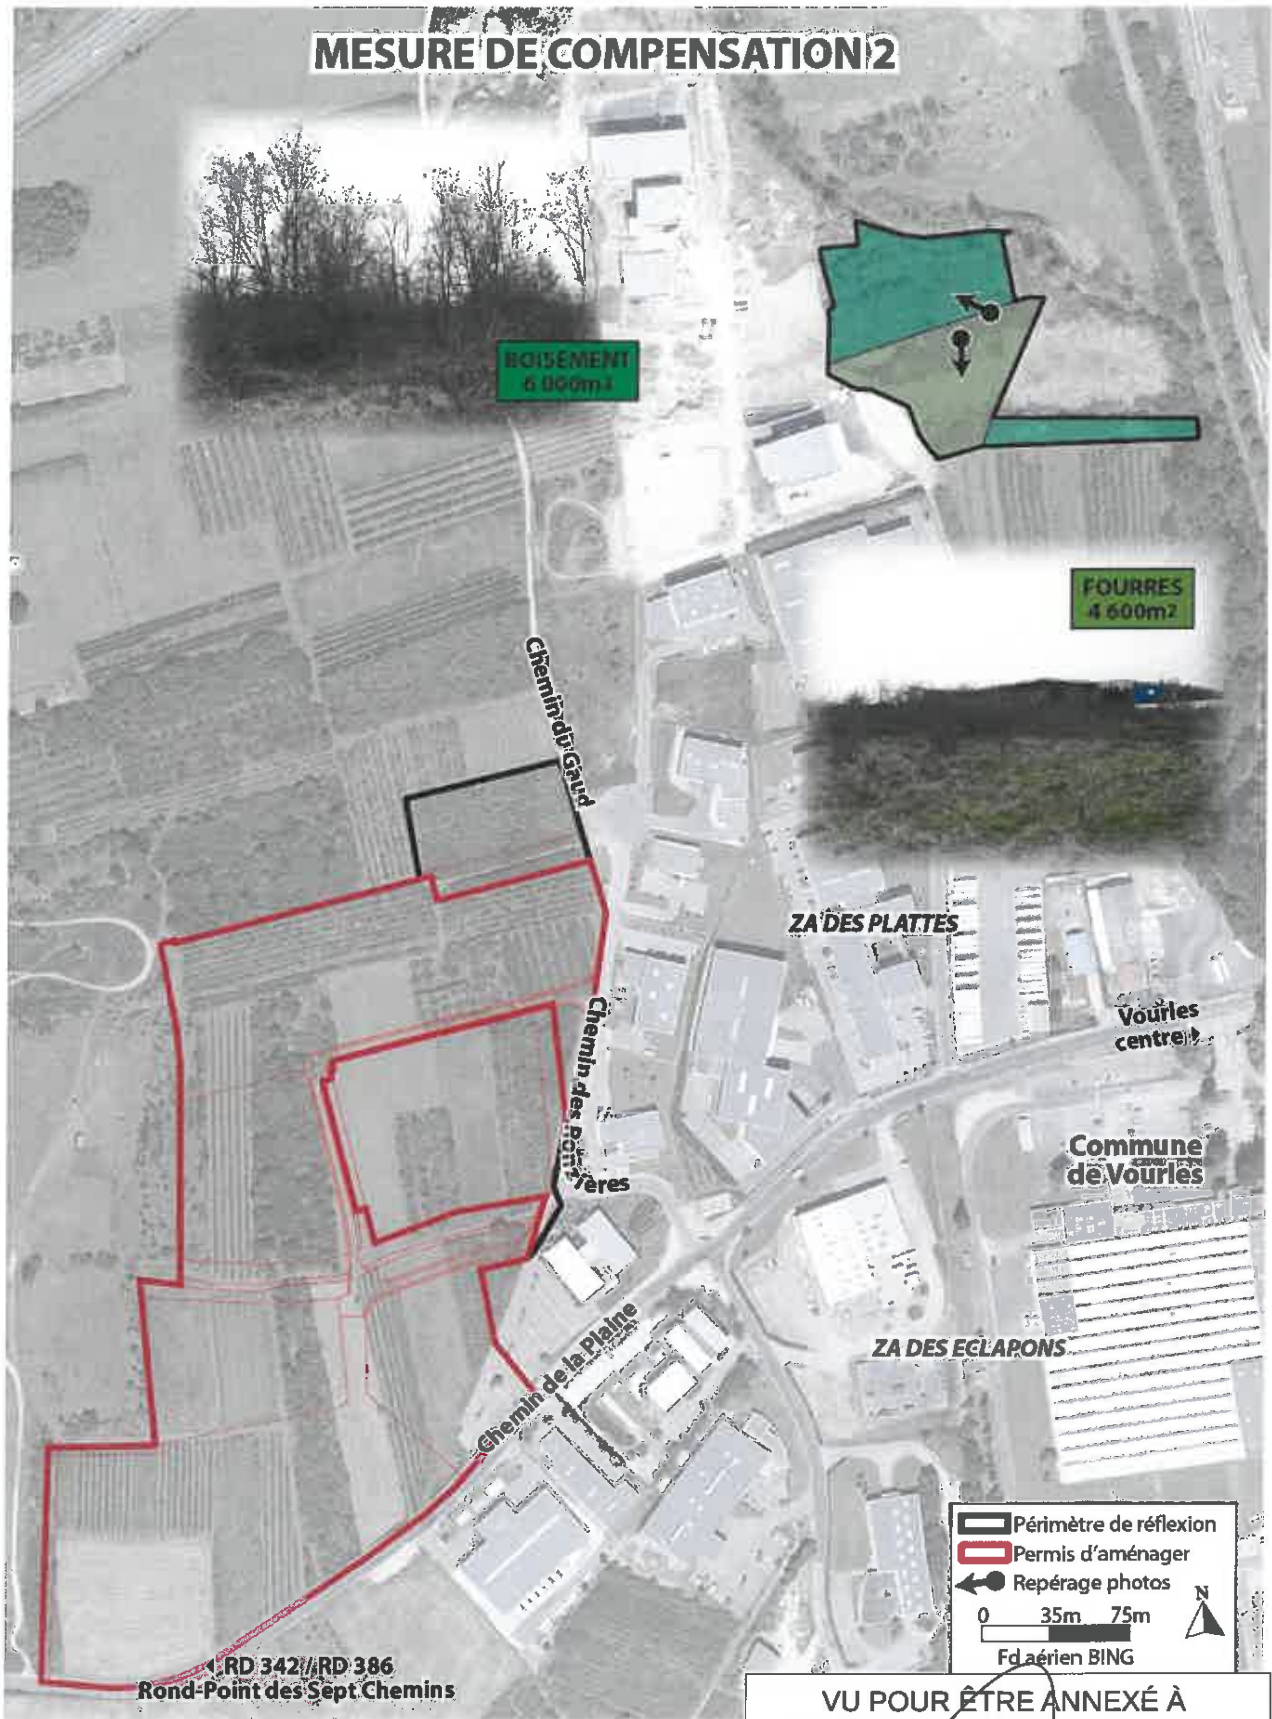 MESURE DE COMPENSATION 2
BOISEMENT
6 000m2
FOURRES
4 600m2
Chemin du Gaud
ZA DES PLATTES
Vourles
centre
Chemin des Ronzières
Commune
de Vourles
ZA DES ECLAPONS
Chemin de la Plaine
Périmètre de réflexion
Permis d'aménager
Repérage photos
N
0 35m 75m
Fd aérien BING
RD 342 / RD 386
Rond-Point des Sept Chemins
VU POUR ÊTRE ANNEXÉ À